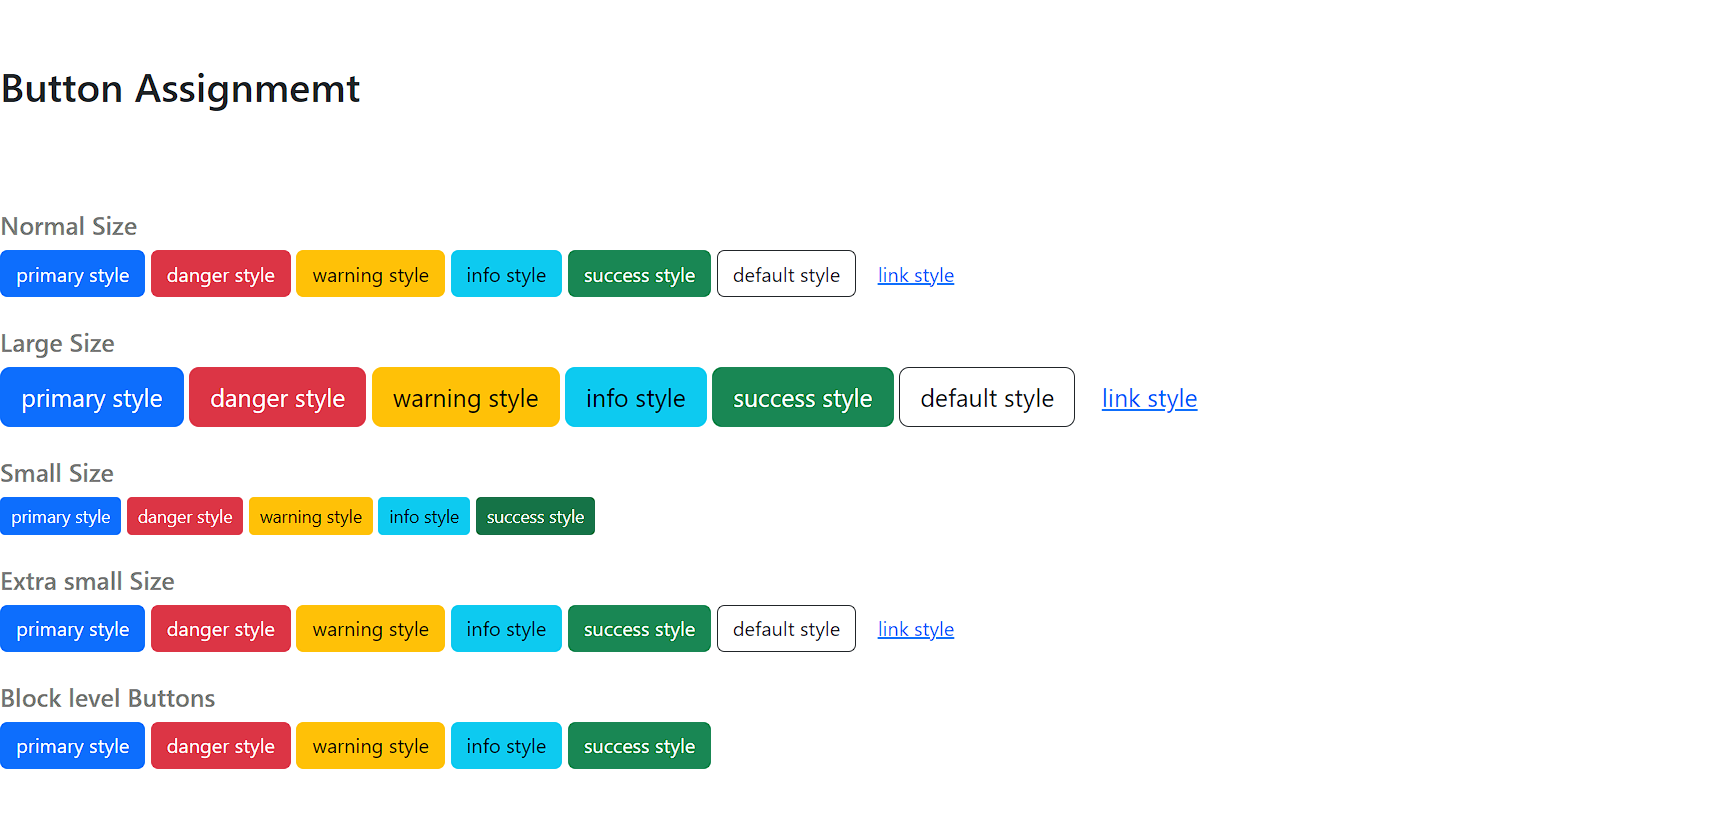 Button Assignmemt
Normal Size
primary style danger style warning style info style success style default style link style
Large Size
primary style danger style warning style info style success style default style link style
Small Size
primary style danger style warning style info style success style
Extra small Size
primary style danger style warning style info style success style default style link style
Block level Buttons
primary style danger style warning style info style success style